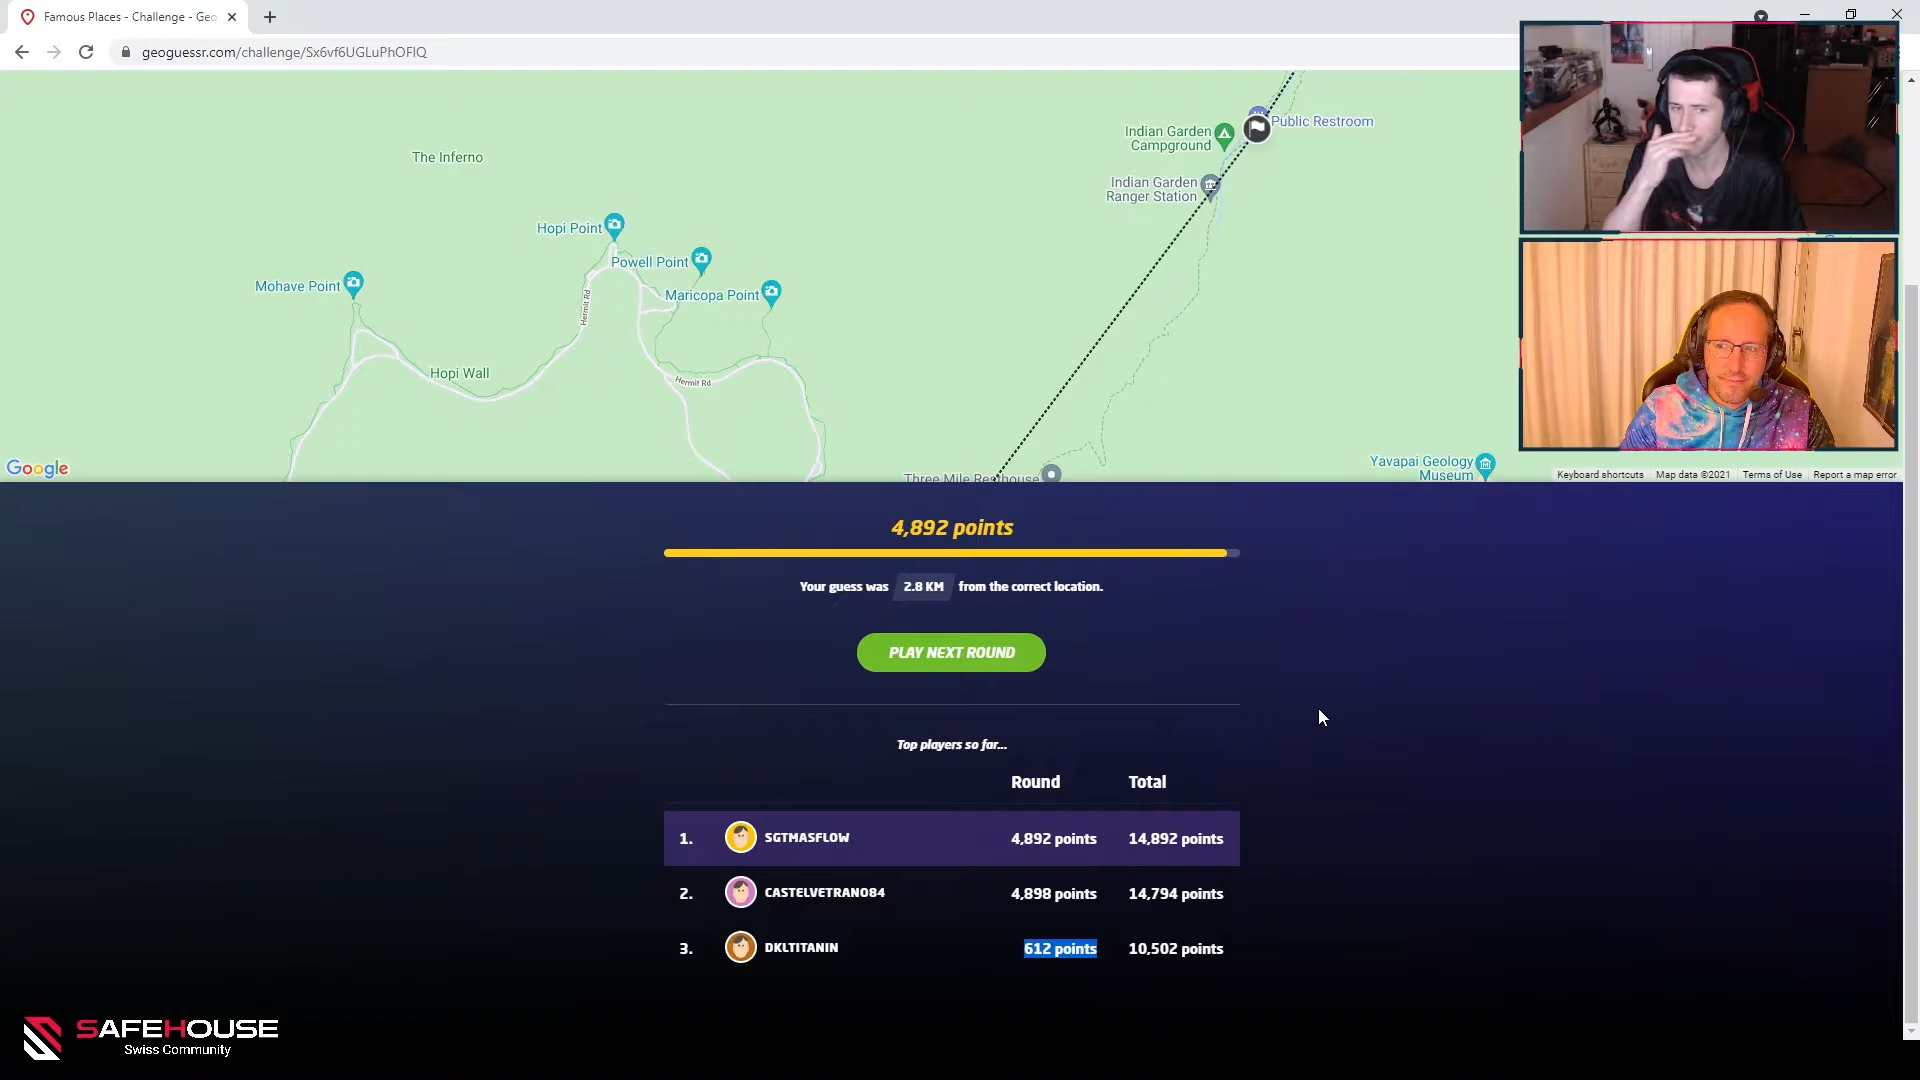 Famous Places - Challenge - Geo
geoguessr.com/challenge/Sx6vf6UGLuPhOFIQ
The Inferno
Indian Garden
Campground
Public Restroom
Indian Garden
Ranger Station
Hopi Point
Powell Point
Mohave Point
Maricopa Point
Hermit Rd
Hopi Wall
Hermit Rd
Three Mile Resthouse
Yavapai Geology
Museum
Google
Keyboard shortcuts
Map data ©2021
Terms of Use
Report a map error
4,892 points
Your guess was 2.8 KM from the correct location.
PLAY NEXT ROUND
Top players so far...
Round Total
1. SGTMASFLOW 4,892 points 14,892 points
2. CASTELVETRANO84 4,898 points 14,794 points
3. DKLTITANIN 612 points 10,502 points
SAFEHOUSE
Swiss Community